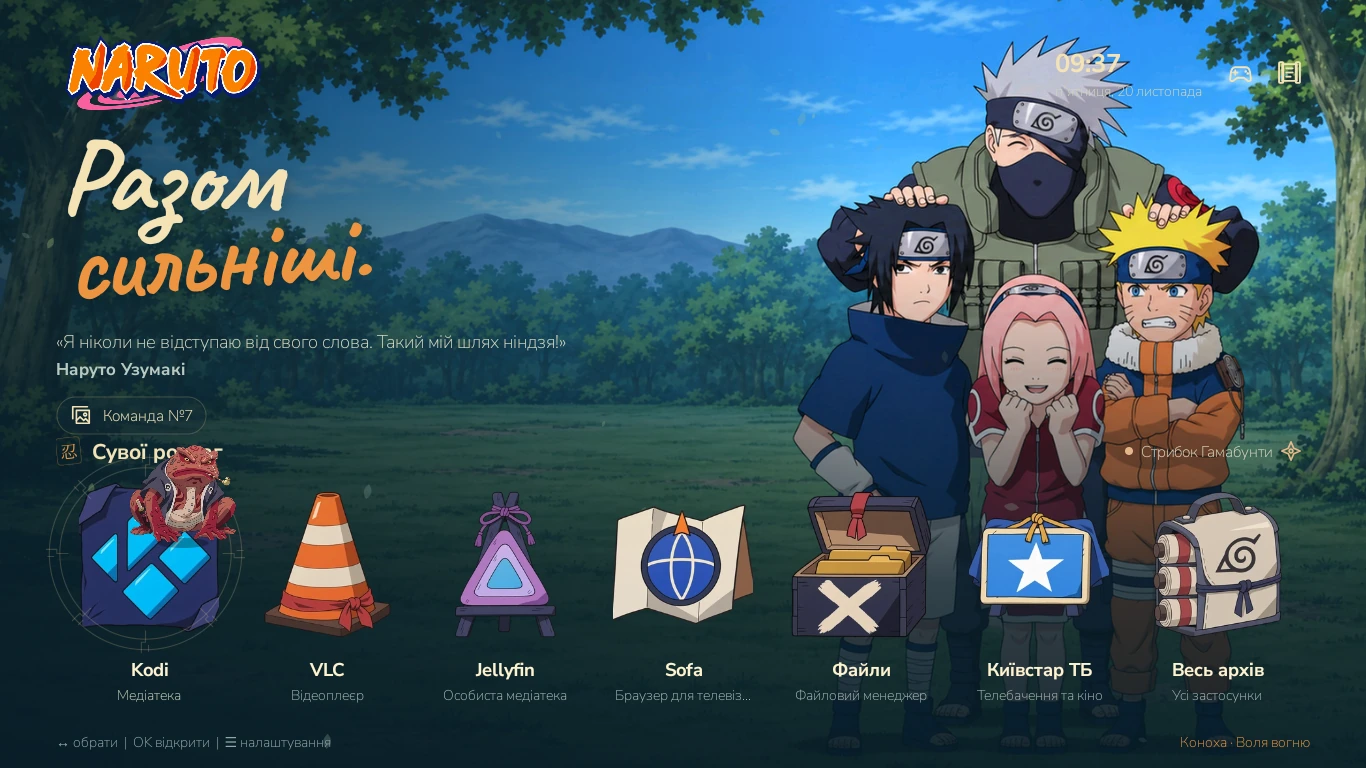 NARUTO
09:37
20 листопада
Разом
сильніші.
«Я ніколи не відступаю від свого слова. Такий мій шлях ніндзя!»
Наруто Узумакі
Команда №7
忍 Сувої
Стрибок Гамабунти
Kodi
Медіатека
VLC
Відеоплеєр
Jellyfin
Особиста медіатека
Sofa
Браузер для телевіз...
Файли
Файловий менеджер
Київстар ТБ
Телебачення та кіно
Весь архів
Усі застосунки
↔ обрати | OK відкрити | ☰ налаштування
Коноха · Воля вогню